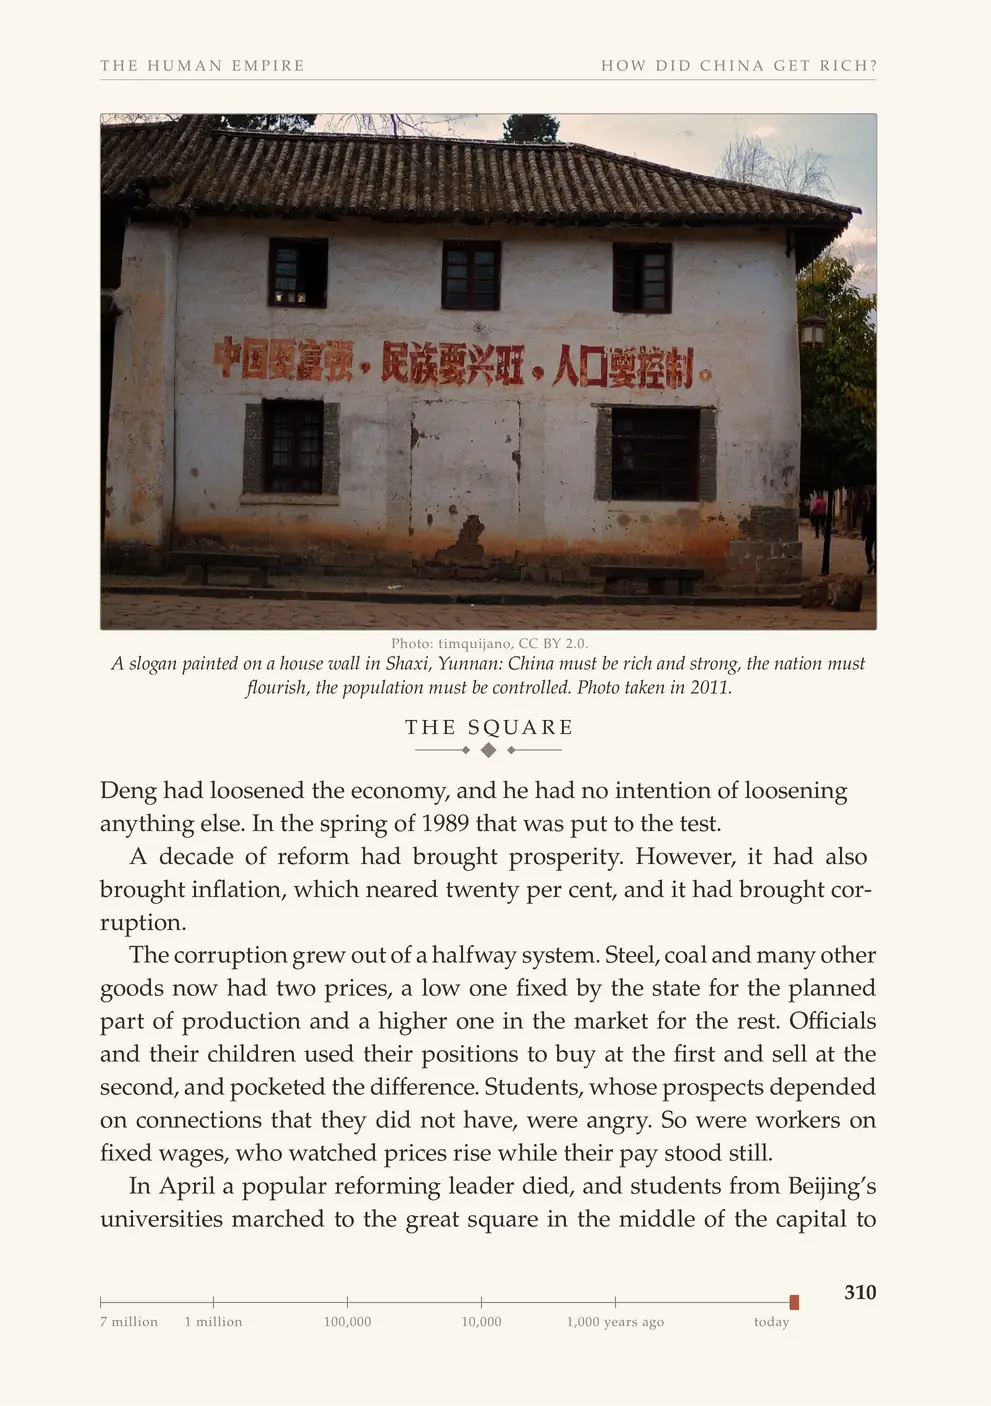 THE HUMAN EMPIRE
HOW DID CHINA GET RICH?
中国要富强，民族要兴旺，人口要控制。
Photo: timquijano, CC BY 2.0.
A slogan painted on a house wall in Shaxi, Yunnan: China must be rich and strong, the nation must
flourish, the population must be controlled. Photo taken in 2011.
THE SQUARE
Deng had loosened the economy, and he had no intention of loosening
anything else. In the spring of 1989 that was put to the test.
A decade of reform had brought prosperity. However, it had also
brought inflation, which neared twenty per cent, and it had brought cor-
ruption.
The corruption grew out of a halfway system. Steel, coal and many other
goods now had two prices, a low one fixed by the state for the planned
part of production and a higher one in the market for the rest. Officials
and their children used their positions to buy at the first and sell at the
second, and pocketed the difference. Students, whose prospects depended
on connections that they did not have, were angry. So were workers on
fixed wages, who watched prices rise while their pay stood still.
In April a popular reforming leader died, and students from Beijing’s
universities marched to the great square in the middle of the capital to
310
7 million 1 million 100,000 10,000 1,000 years ago today